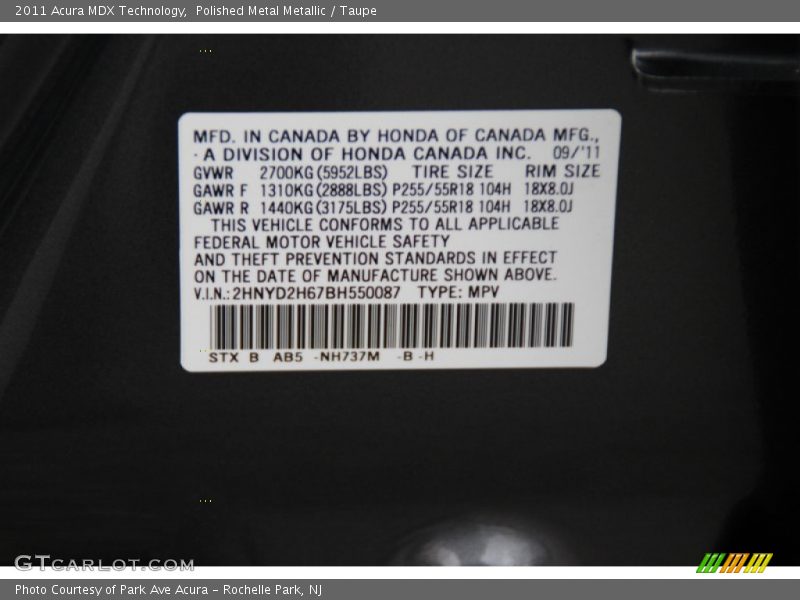 2011 Acura MDX Technology,  Polished Metal Metallic / Taupe
MFD. IN CANADA BY HONDA OF CANADA MFG.,
· A DIVISION OF HONDA CANADA INC.  09/'11
GVWR 2700KG(5952LBS) TIRE SIZE RIM SIZE
GAWR F 1310KG(2888LBS) P255/55R18 104H 18X8.0J
GAWR R 1440KG(3175LBS) P255/55R18 104H 18X8.0J
THIS VEHICLE CONFORMS TO ALL APPLICABLE
FEDERAL MOTOR VEHICLE SAFETY
AND THEFT PREVENTION STANDARDS IN EFFECT
ON THE DATE OF MANUFACTURE SHOWN ABOVE.
V.I.N.:2HNYD2H67BH550087 TYPE: MPV
STX B AB5 -NH737M -B -H
GTCARLOT.COM
Photo Courtesy of Park Ave Acura - Rochelle Park, NJ